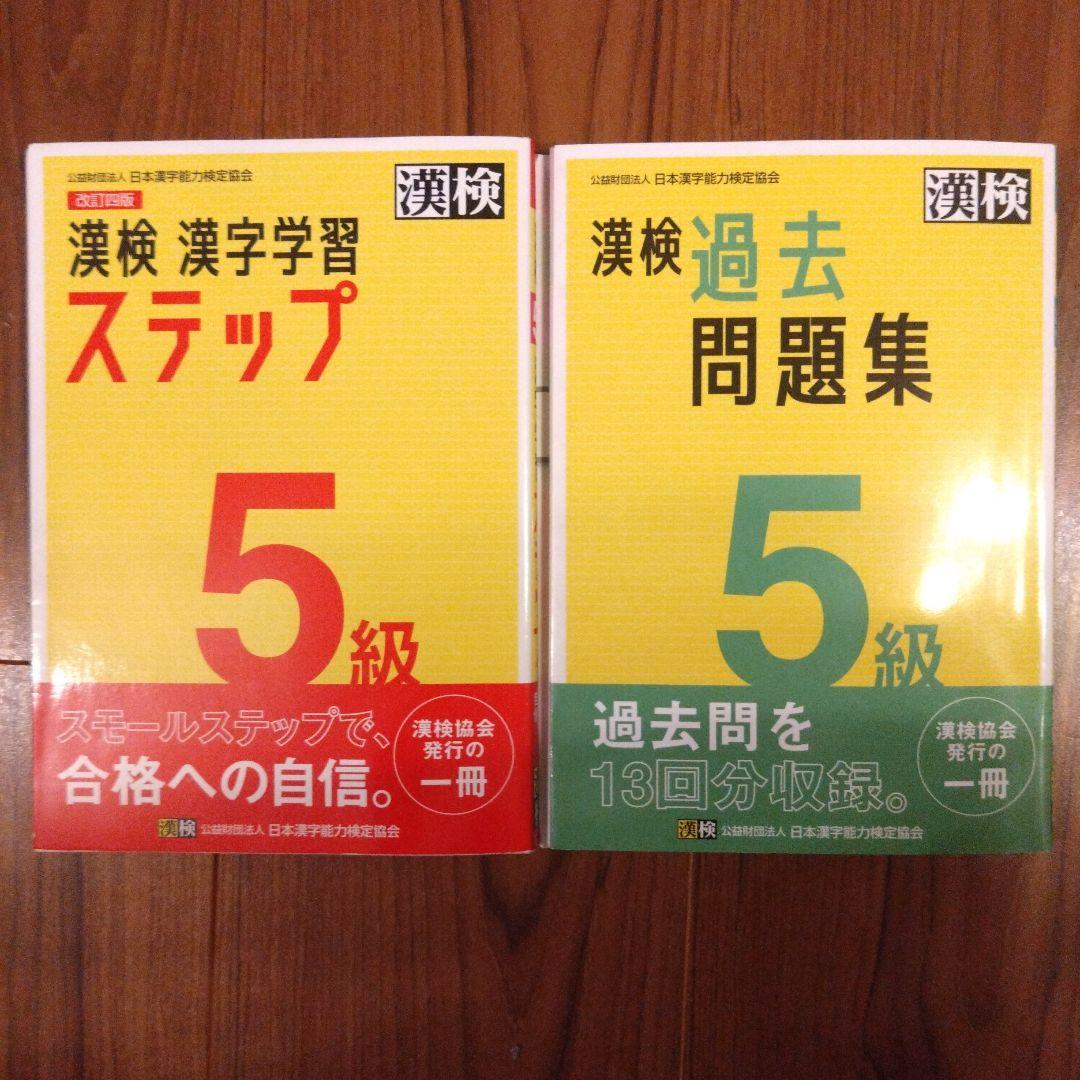 公益財団法人 日本漢字能力検定協会
漢検
改訂四版
漢検 漢字学習
ステップ
5級
スモールステップで、
合格への自信。
漢検協会
発行の
一冊
漢検 公益財団法人 日本漢字能力検定協会
公益財団法人 日本漢字能力検定協会
漢検
漢検 過去
問題集
5級
過去問を
13回分収録。
漢検協会
発行の
一冊
漢検 公益財団法人 日本漢字能力検定協会